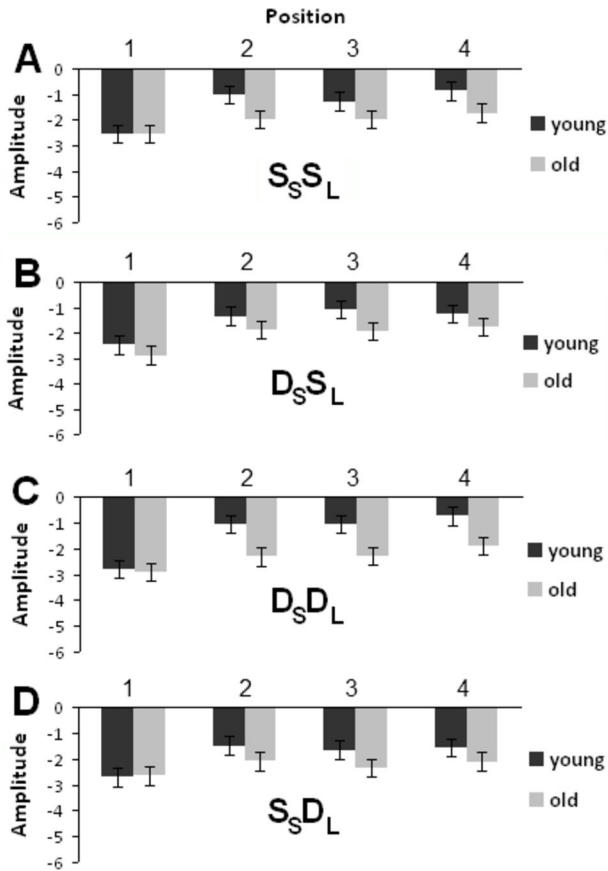 Position
A
1 2 3 4
Amplitude
0
-1
-2
-3
-4
-5
-6
young
old
SSSL
B
1 2 3 4
Amplitude
0
-1
-2
-3
-4
-5
-6
young
old
DSSL
C
1 2 3 4
Amplitude
0
-1
-2
-3
-4
-5
-6
young
old
DSDL
D
1 2 3 4
Amplitude
0
-1
-2
-3
-4
-5
-6
young
old
SSDL